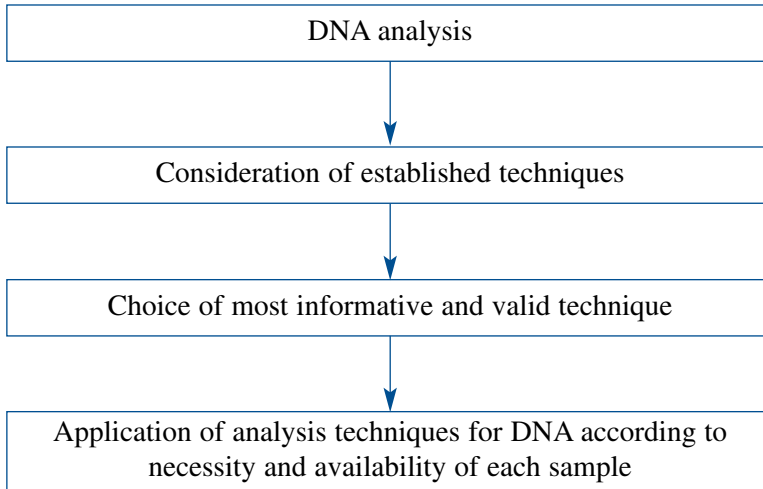 DNA analysis
Consideration of established techniques
Choice of most informative and valid technique
Application of analysis techniques for DNA according to
necessity and availability of each sample